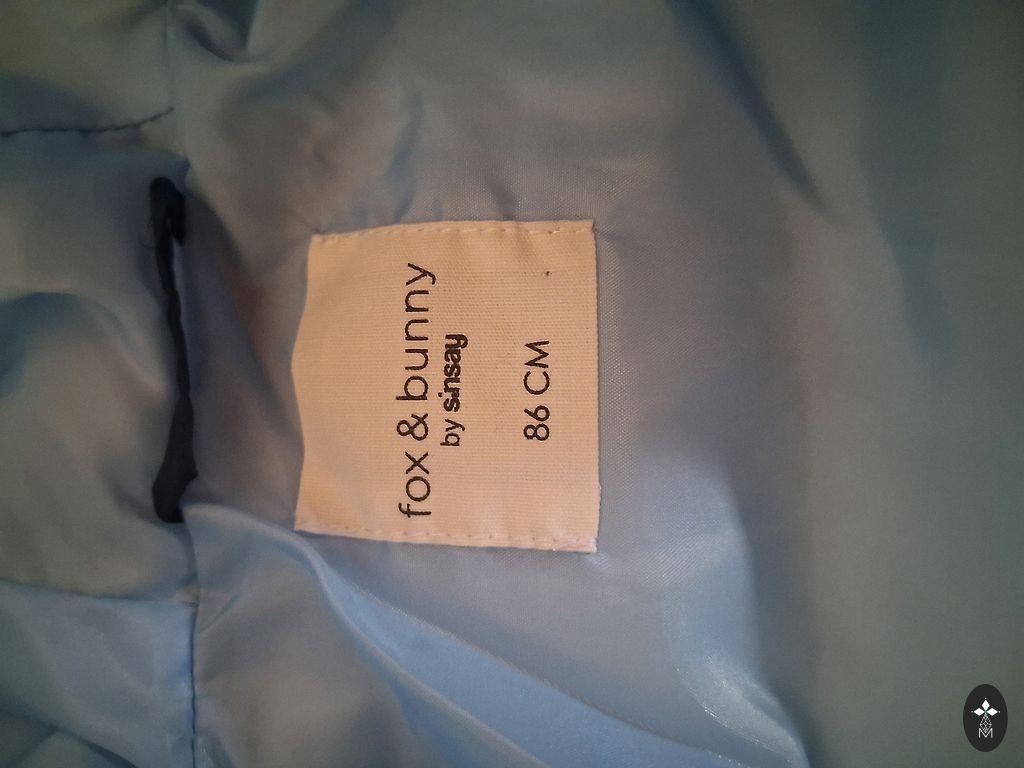 fox & bunny
by sinsay
86 CM